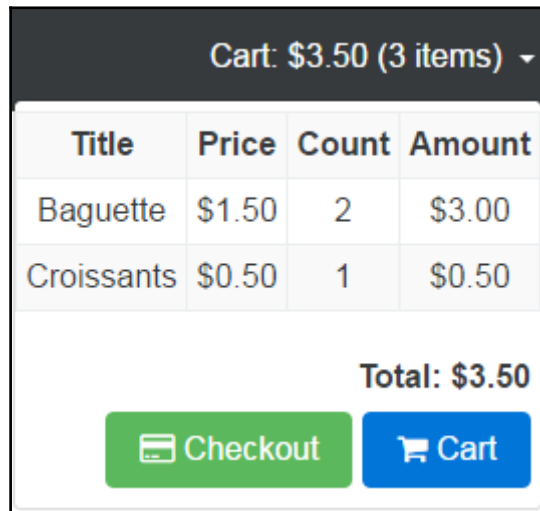 Cart: $3.50 (3 items)
Title Price Count Amount
Baguette $1.50 2 $3.00
Croissants $0.50 1 $0.50
Total: $3.50
Checkout Cart